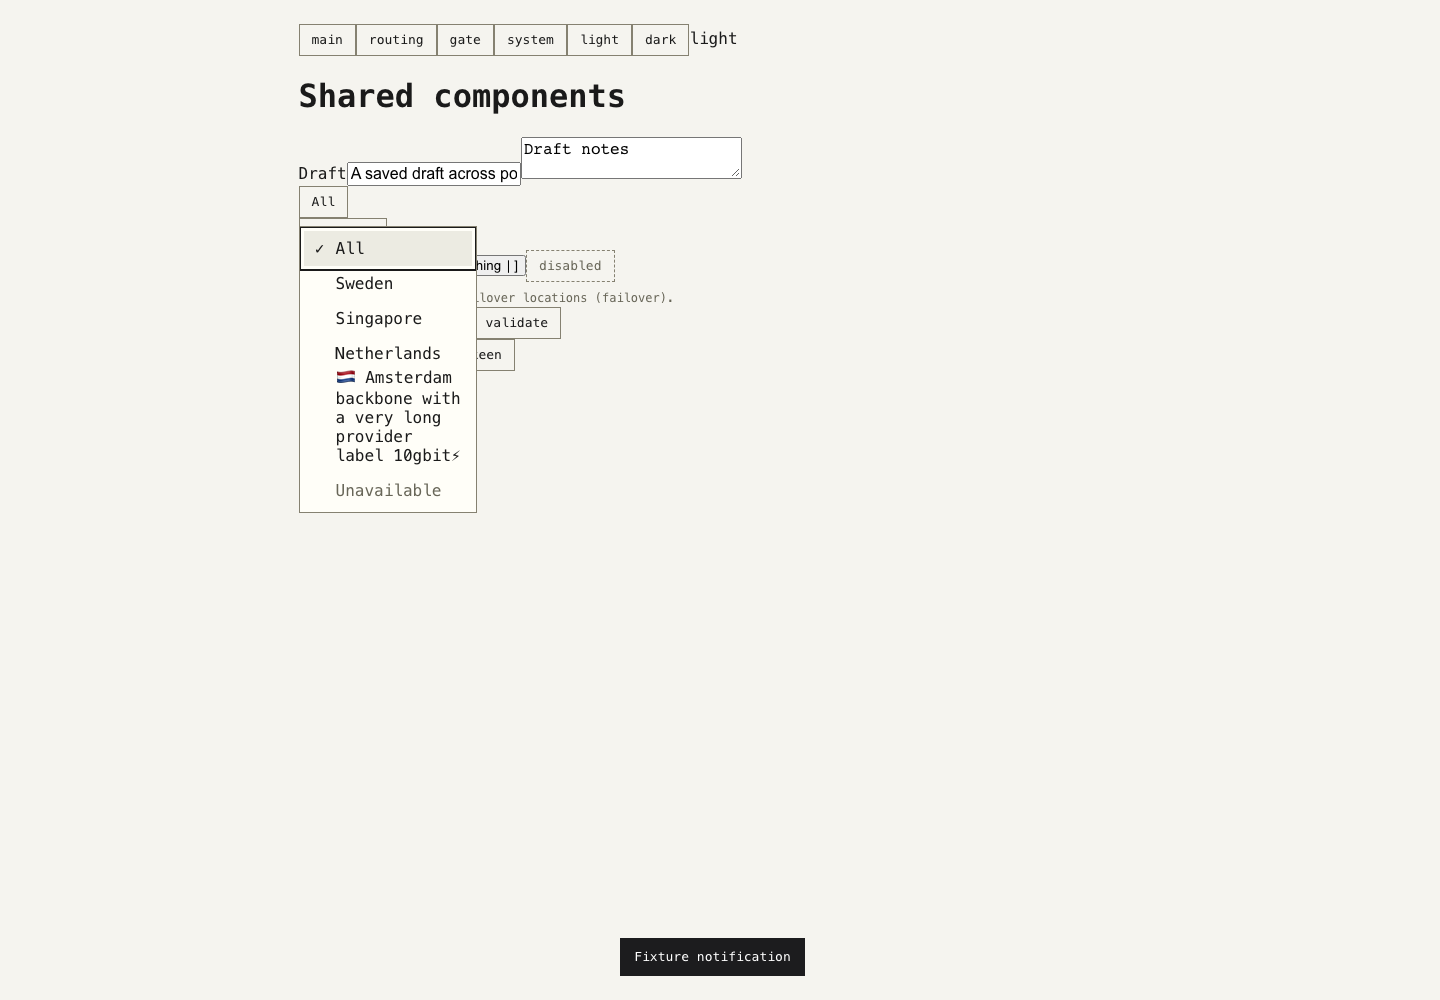 main routing gate system light dark light
Shared components
Draft A saved draft across po Draft notes
All
✓ All
Sweden
hing |] disabled
lover locations (failover).
Singapore validate
Netherlands een
🇳🇱 Amsterdam
backbone with
a very long
provider
label 10gbit⚡
Unavailable
Fixture notification